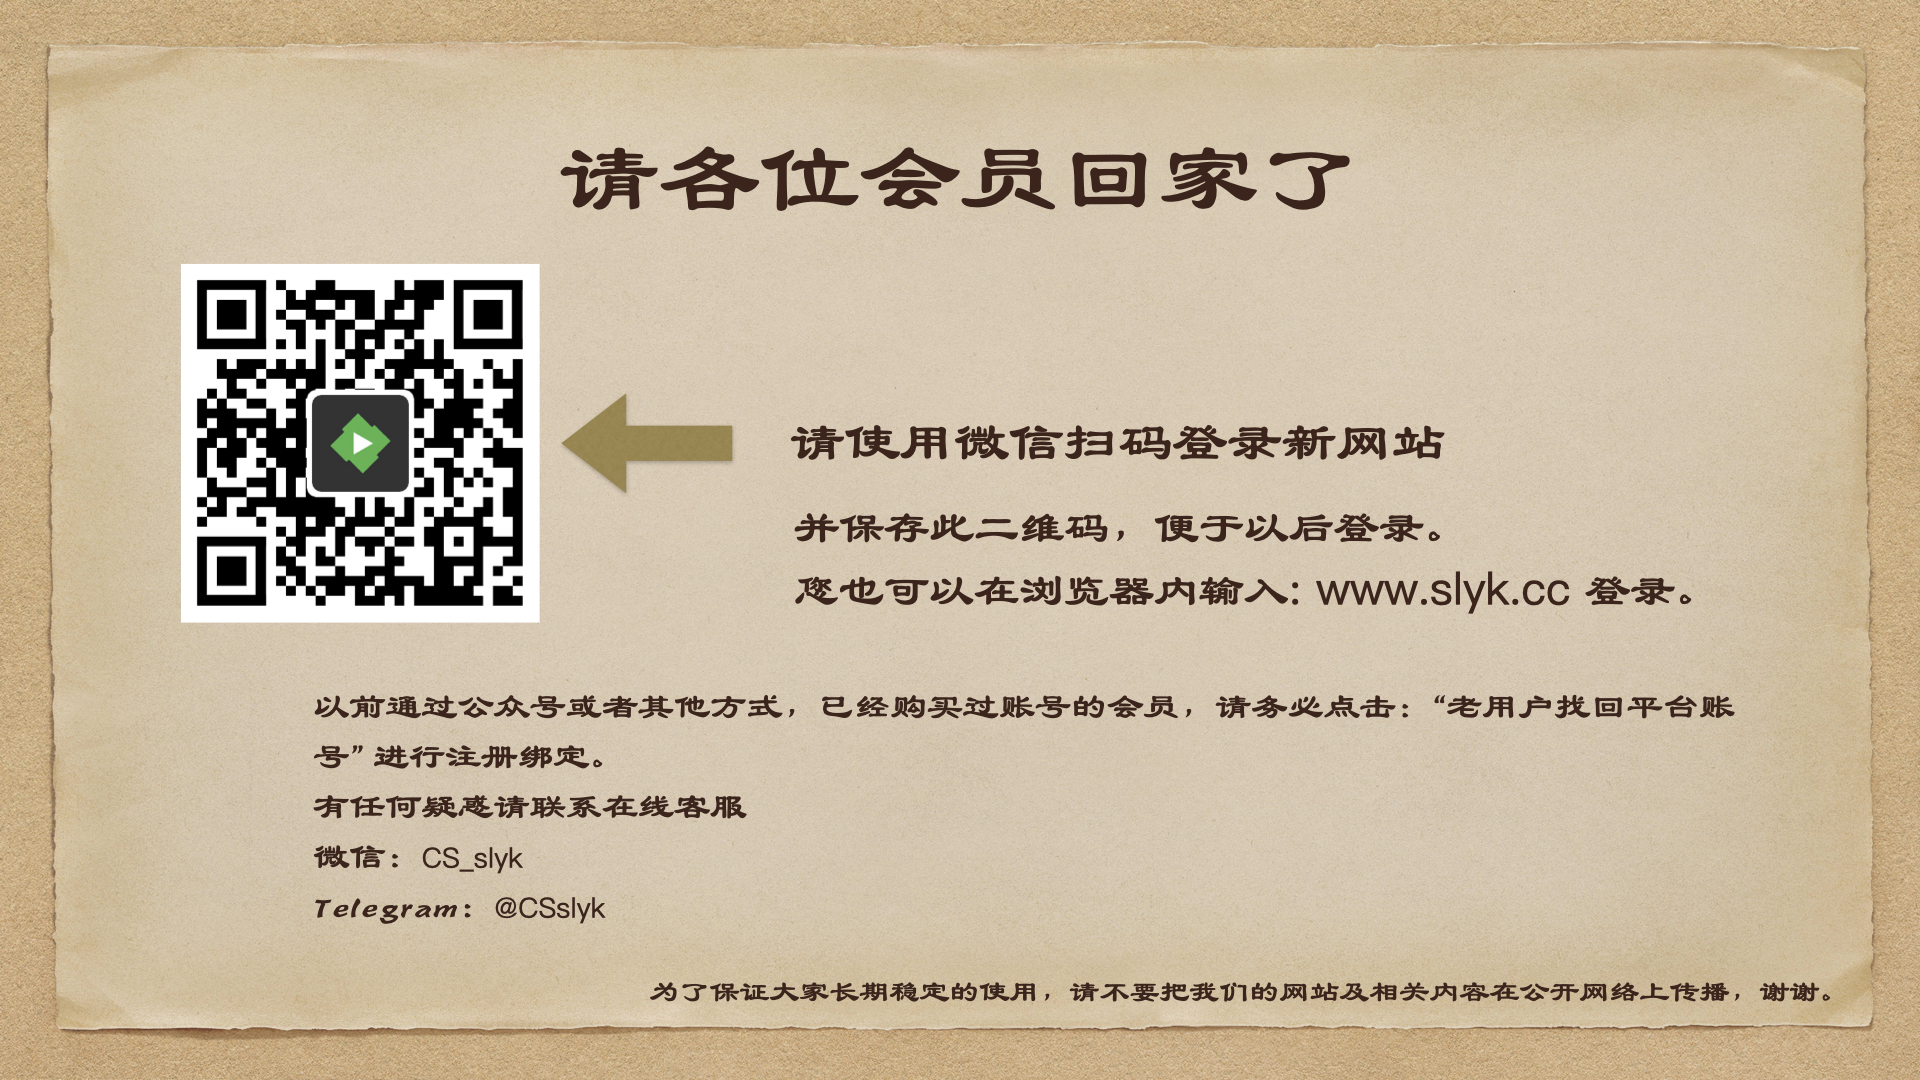 请各位会员回家了
请使用微信扫码登录新网站
并保存此二维码，便于以后登录。
您也可以在浏览器内输入: www.slyk.cc 登录。
以前通过公众号或者其他方式，已经购买过账号的会员，请务必点击：“老用户找回平台账
号” 进行注册绑定。
有任何疑惑请联系在线客服
微信： CS_slyk
Telegram： @CSslyk
为了保证大家长期稳定的使用，请不要把我们的网站及相关内容在公开网络上传播，谢谢。